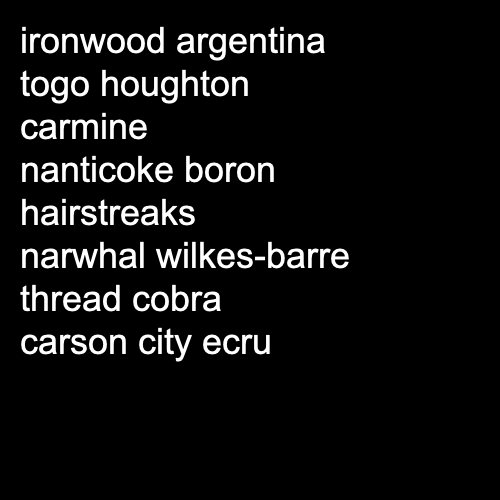 ironwood argentina
togo houghton
carmine
nanticoke boron
hairstreaks
narwhal wilkes-barre
thread cobra
carson city ecru